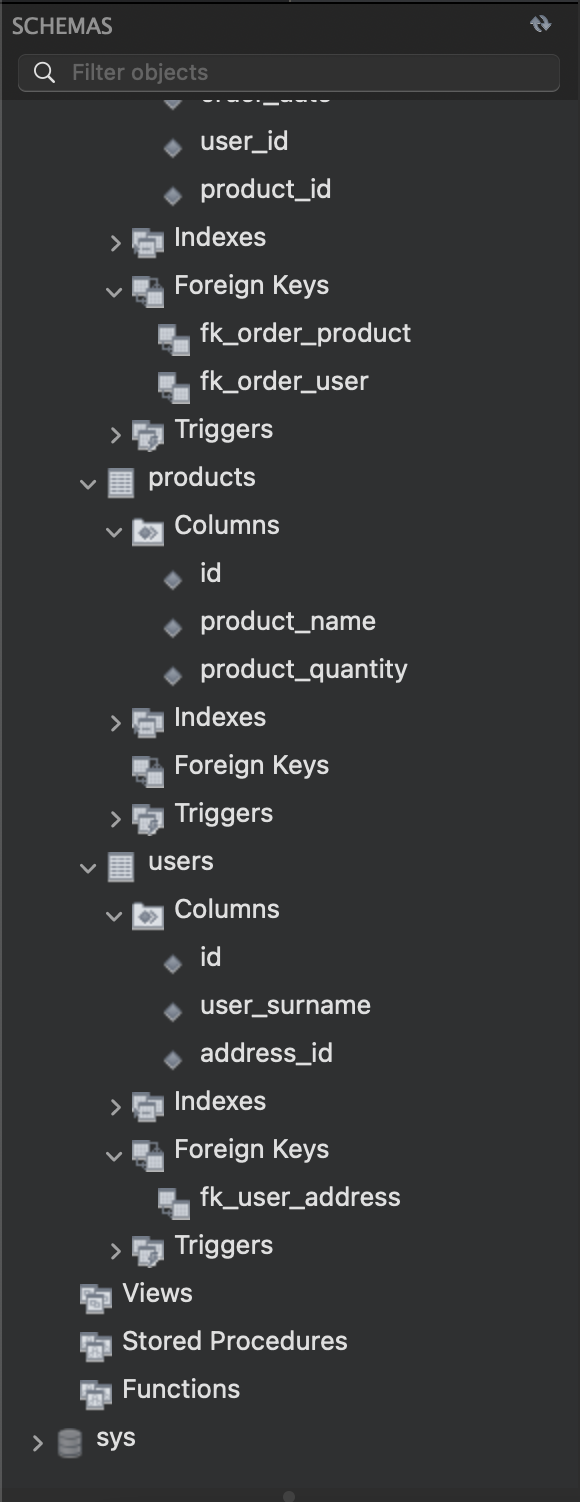 SCHEMAS
Filter objects
order_date
user_id
product_id
Indexes
Foreign Keys
fk_order_product
fk_order_user
Triggers
products
Columns
id
product_name
product_quantity
Indexes
Foreign Keys
Triggers
users
Columns
id
user_surname
address_id
Indexes
Foreign Keys
fk_user_address
Triggers
Views
Stored Procedures
Functions
sys